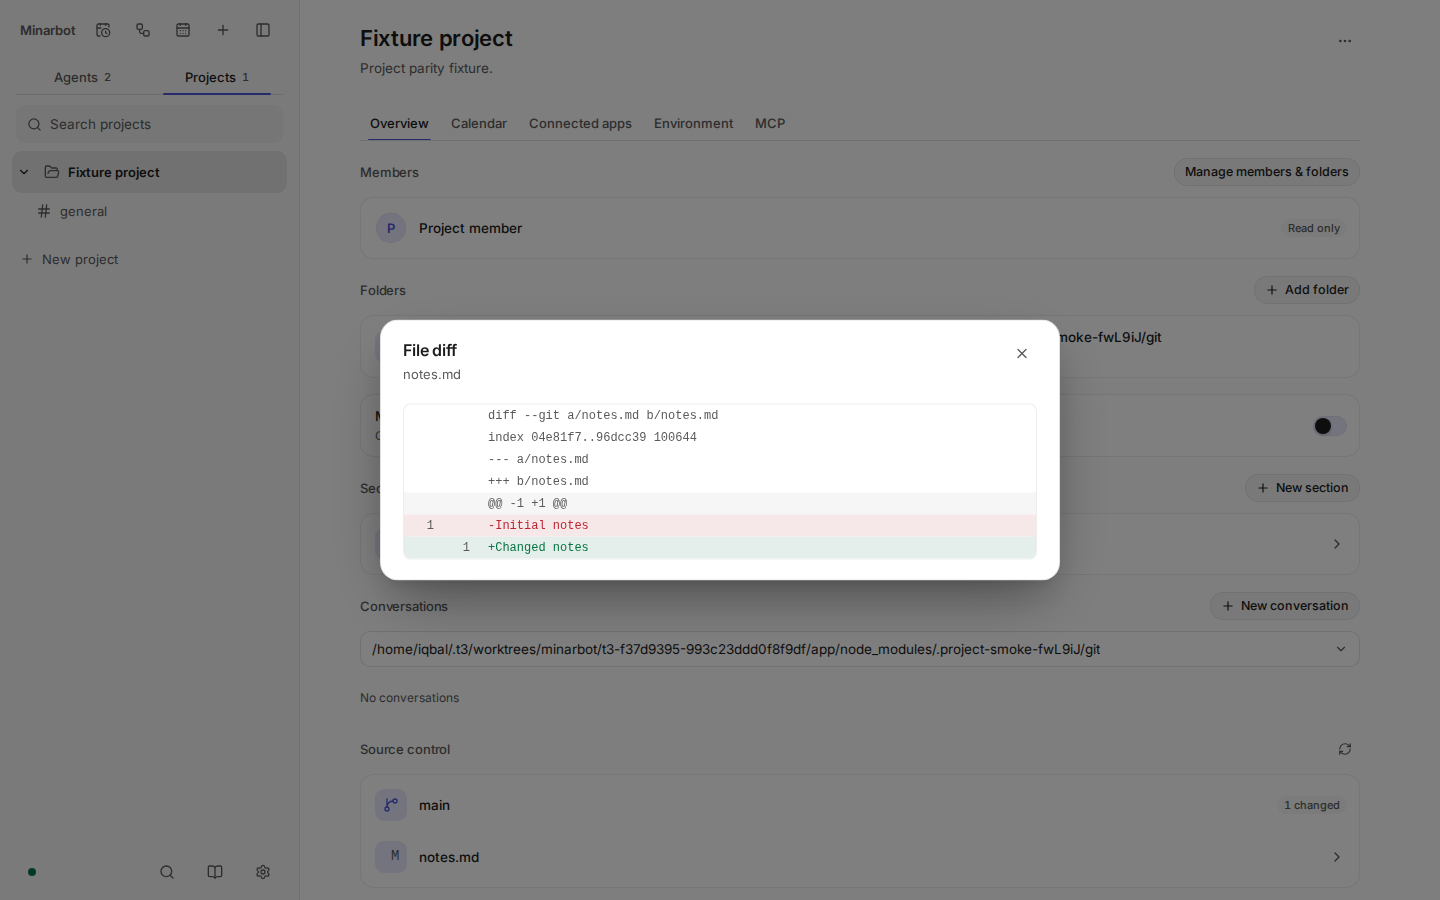 Minarbot
Agents 2
Projects 1
Search projects
Fixture project
general
New project
Fixture project
Project parity fixture.
Overview
Calendar
Connected apps
Environment
MCP
Members
Manage members & folders
P
Project member
Read only
Folders
Add folder
moke-fwL9iJ/git
File diff
notes.md
diff --git a/notes.md b/notes.md
index 04e81f7..96dcc39 100644
--- a/notes.md
+++ b/notes.md
@@ -1 +1 @@
1 -Initial notes
1 +Changed notes
New section
Conversations
New conversation
/home/iqbal/.t3/worktrees/minarbot/t3-f37d9395-993c23ddd0f8f9df/app/node_modules/.project-smoke-fwL9iJ/git
No conversations
Source control
main
1 changed
M
notes.md